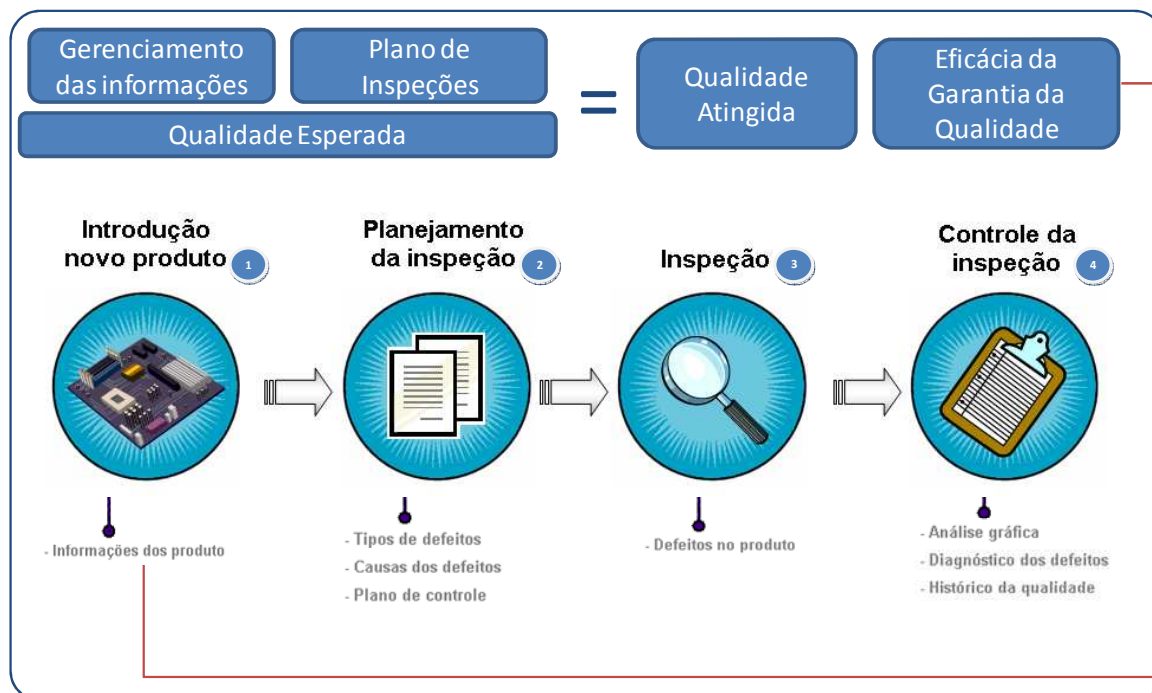 Gerenciamento
das informações
Plano de
Inspeções
Qualidade Esperada
=
Qualidade
Atingida
Eficácia da
Garantia da
Qualidade
Introdução
novo produto 1
Planejamento
da inspeção 2
Inspeção 3
Controle da
inspeção 4
- Informações dos produto
- Tipos de defeitos
- Causas dos defeitos
- Plano de controle
- Defeitos no produto
- Análise gráfica
- Diagnóstico dos defeitos
- Histórico da qualidade